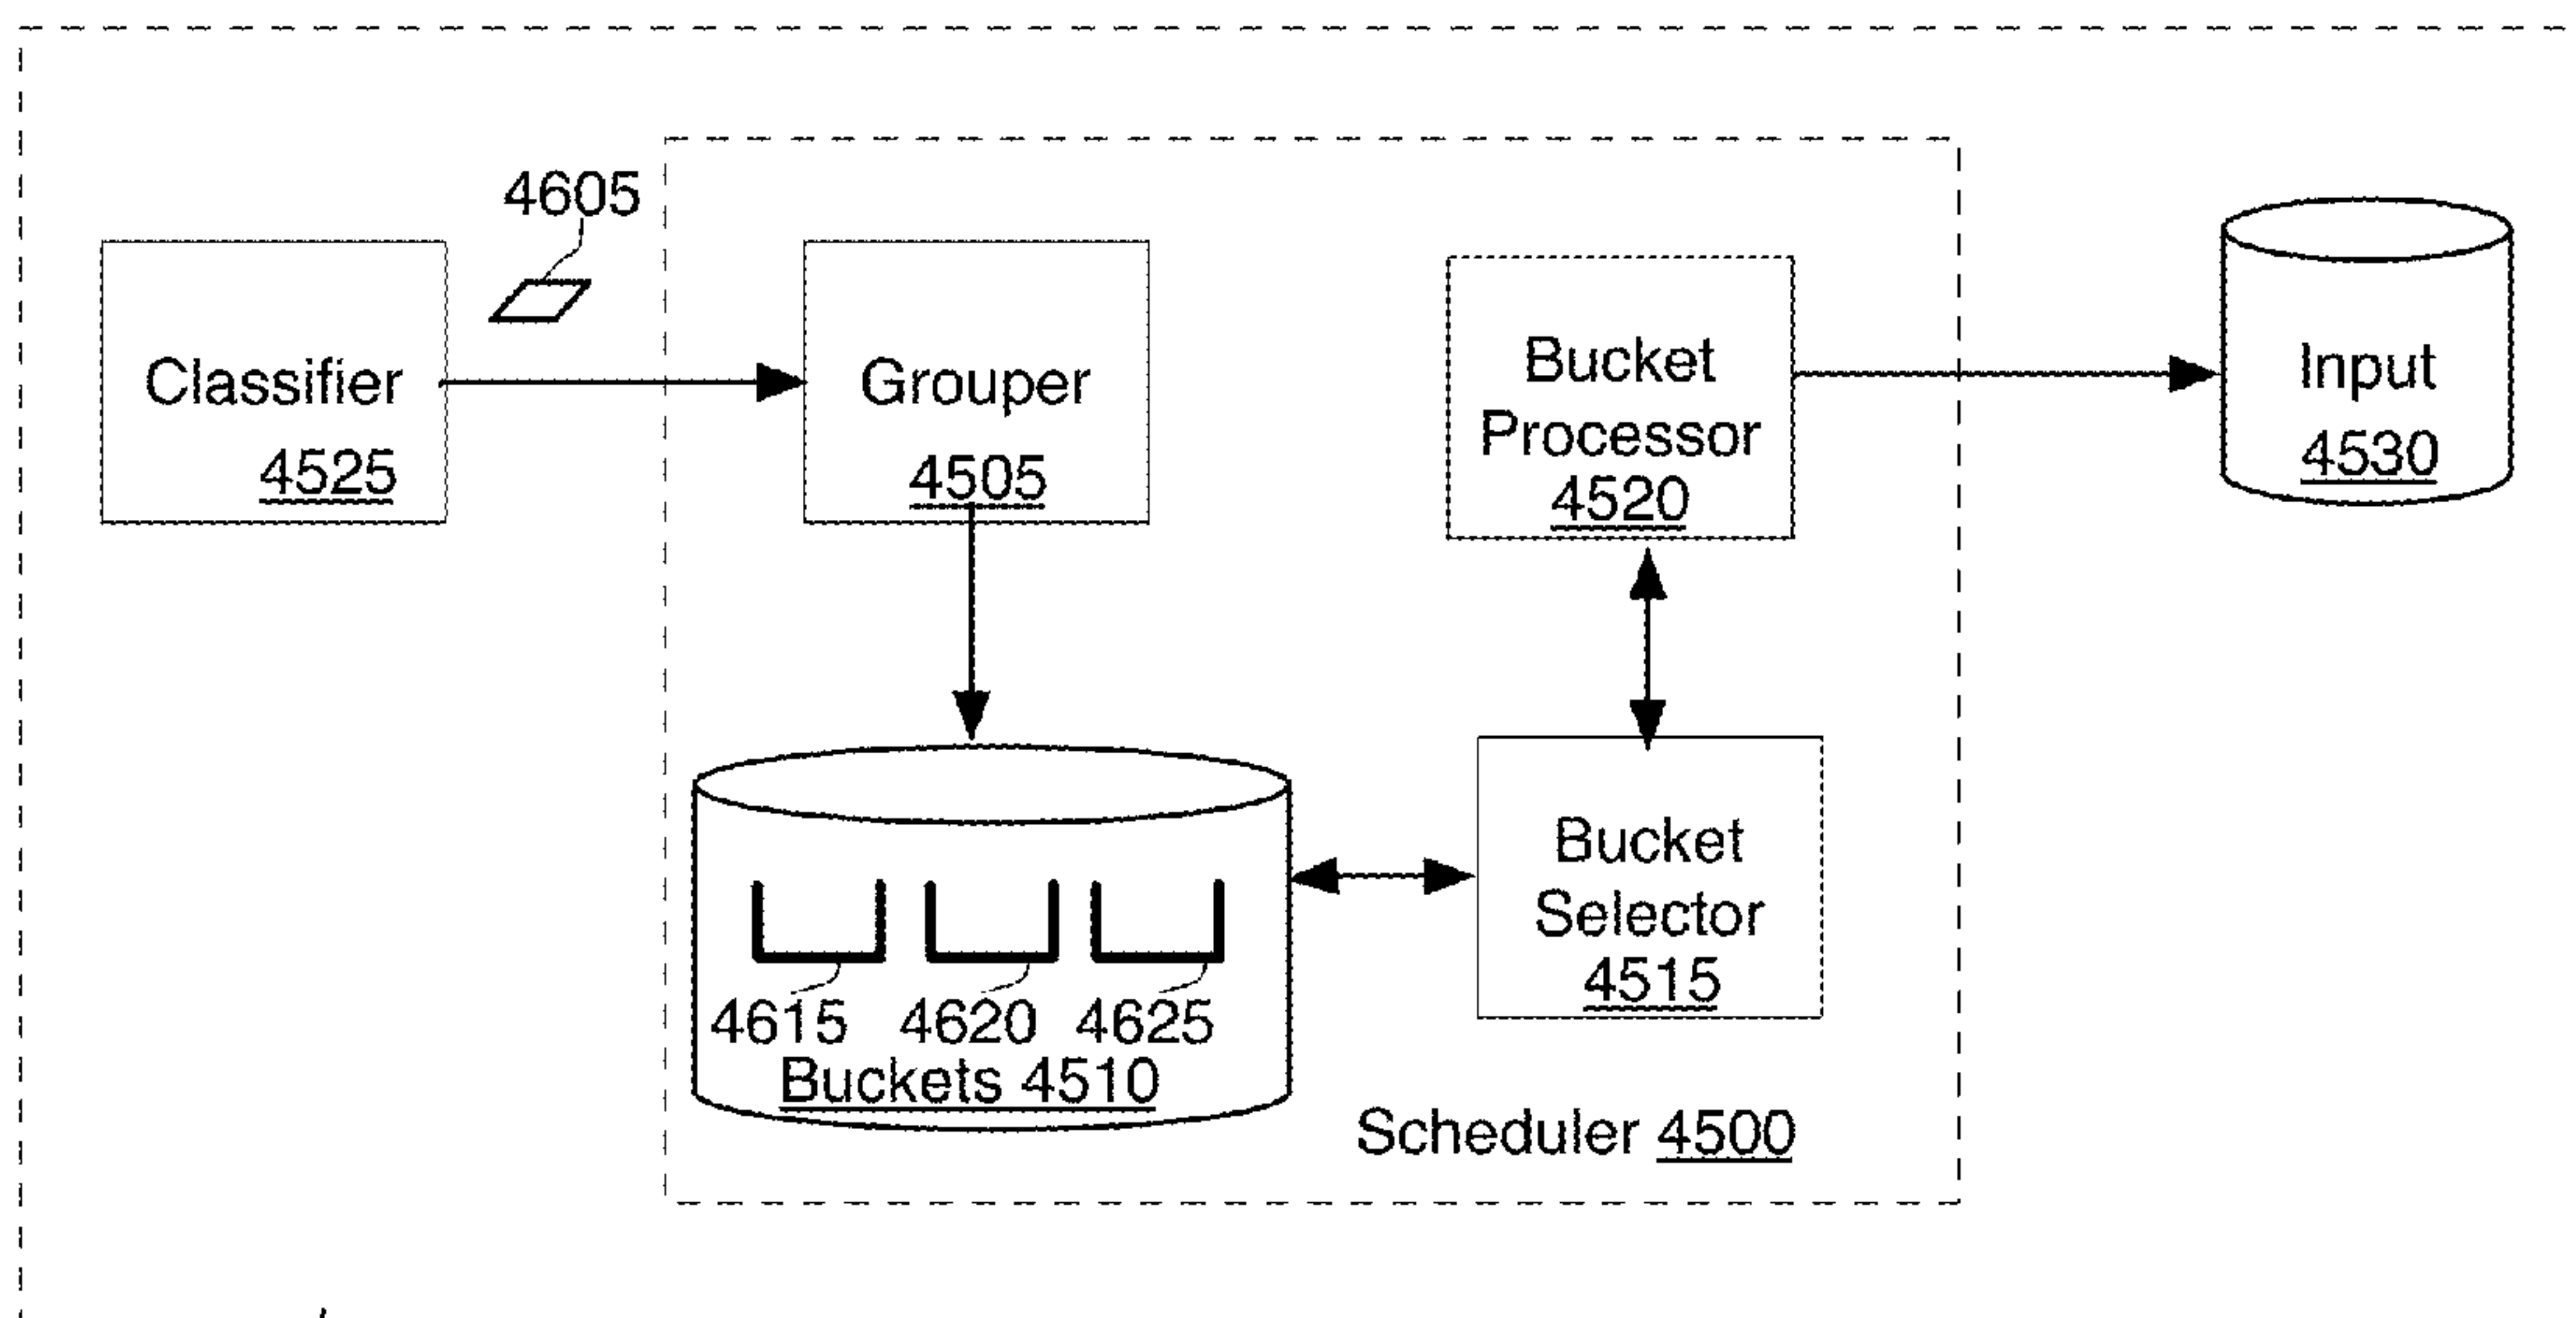 4605
Classifier
4525
Grouper
4505
Bucket
Processor
4520
Input
4530
4615 4620 4625
Buckets 4510
Bucket
Selector
4515
Scheduler 4500